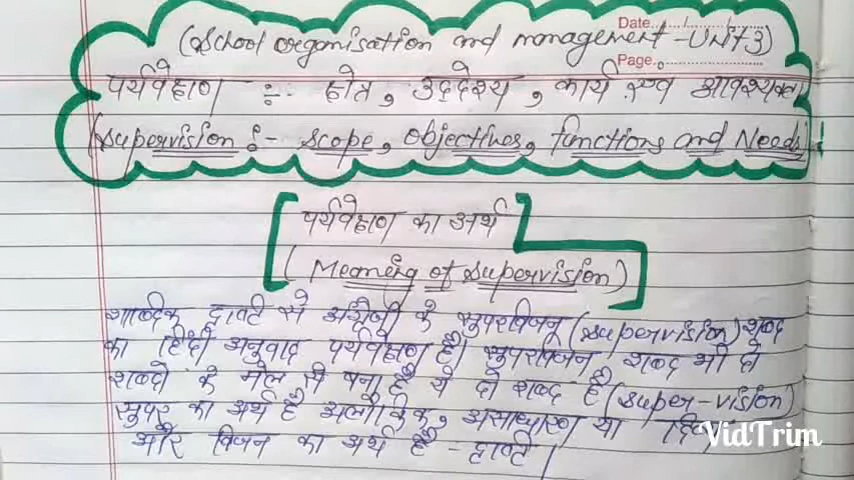 Date...../....../......
(School organisation and management - Unit 3)
Page..............
पर्यवेक्षण :- क्षेत्र, उद्देश्य, कार्य एवं आवश्यकता
(Supervision :- scope, objectives, functions and Needs)
पर्यवेक्षण का अर्थ
(Meaning of supervision)
शाब्दिक दृष्टि से अंग्रेजी के सुपरविजन (supervision) शब्द
का हिंदी अनुवाद पर्यवेक्षण है। सुपरविजन शब्द भी दो
शब्दो के मेल से बना है ये दो शब्द है (super-vision)
सुपर का अर्थ है अलौकिक, असाधारण या
और विजन का अर्थ है - दृष्टि।
VidTrim